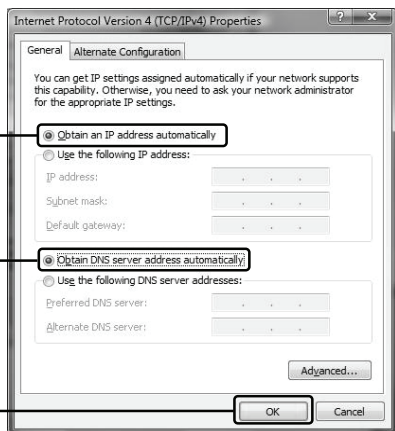 Internet Protocol Version 4 (TCP/IPv4) Properties
General
Alternate Configuration
You can get IP settings assigned automatically if your network supports
this capability. Otherwise, you need to ask your network administrator
for the appropriate IP settings.
Obtain an IP address automatically
Use the following IP address:
IP address:
Subnet mask:
Default gateway:
Obtain DNS server address automatically
Use the following DNS server addresses:
Preferred DNS server:
Alternate DNS server:
Advanced...
OK
Cancel